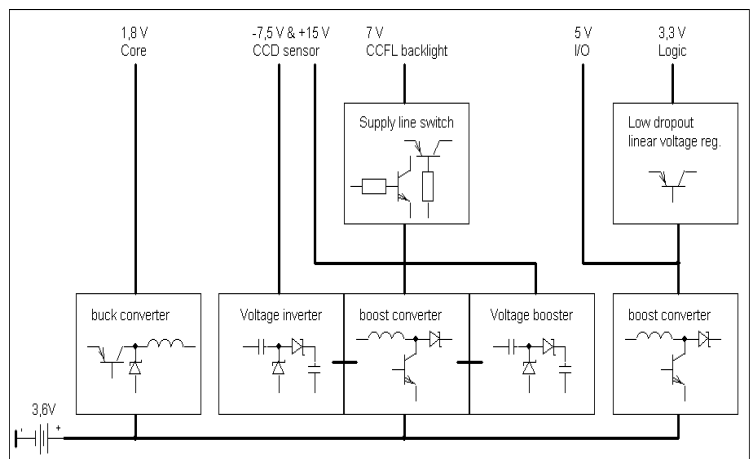 1,8 V
Core
-7,5 V & +15 V
CCD sensor
7 V
CCFL backlight
5 V
I/O
3,3 V
Logic
Supply line switch
Low dropout
linear voltage reg.
buck converter
Voltage inverter
boost converter
Voltage booster
boost converter
3,6V
- +